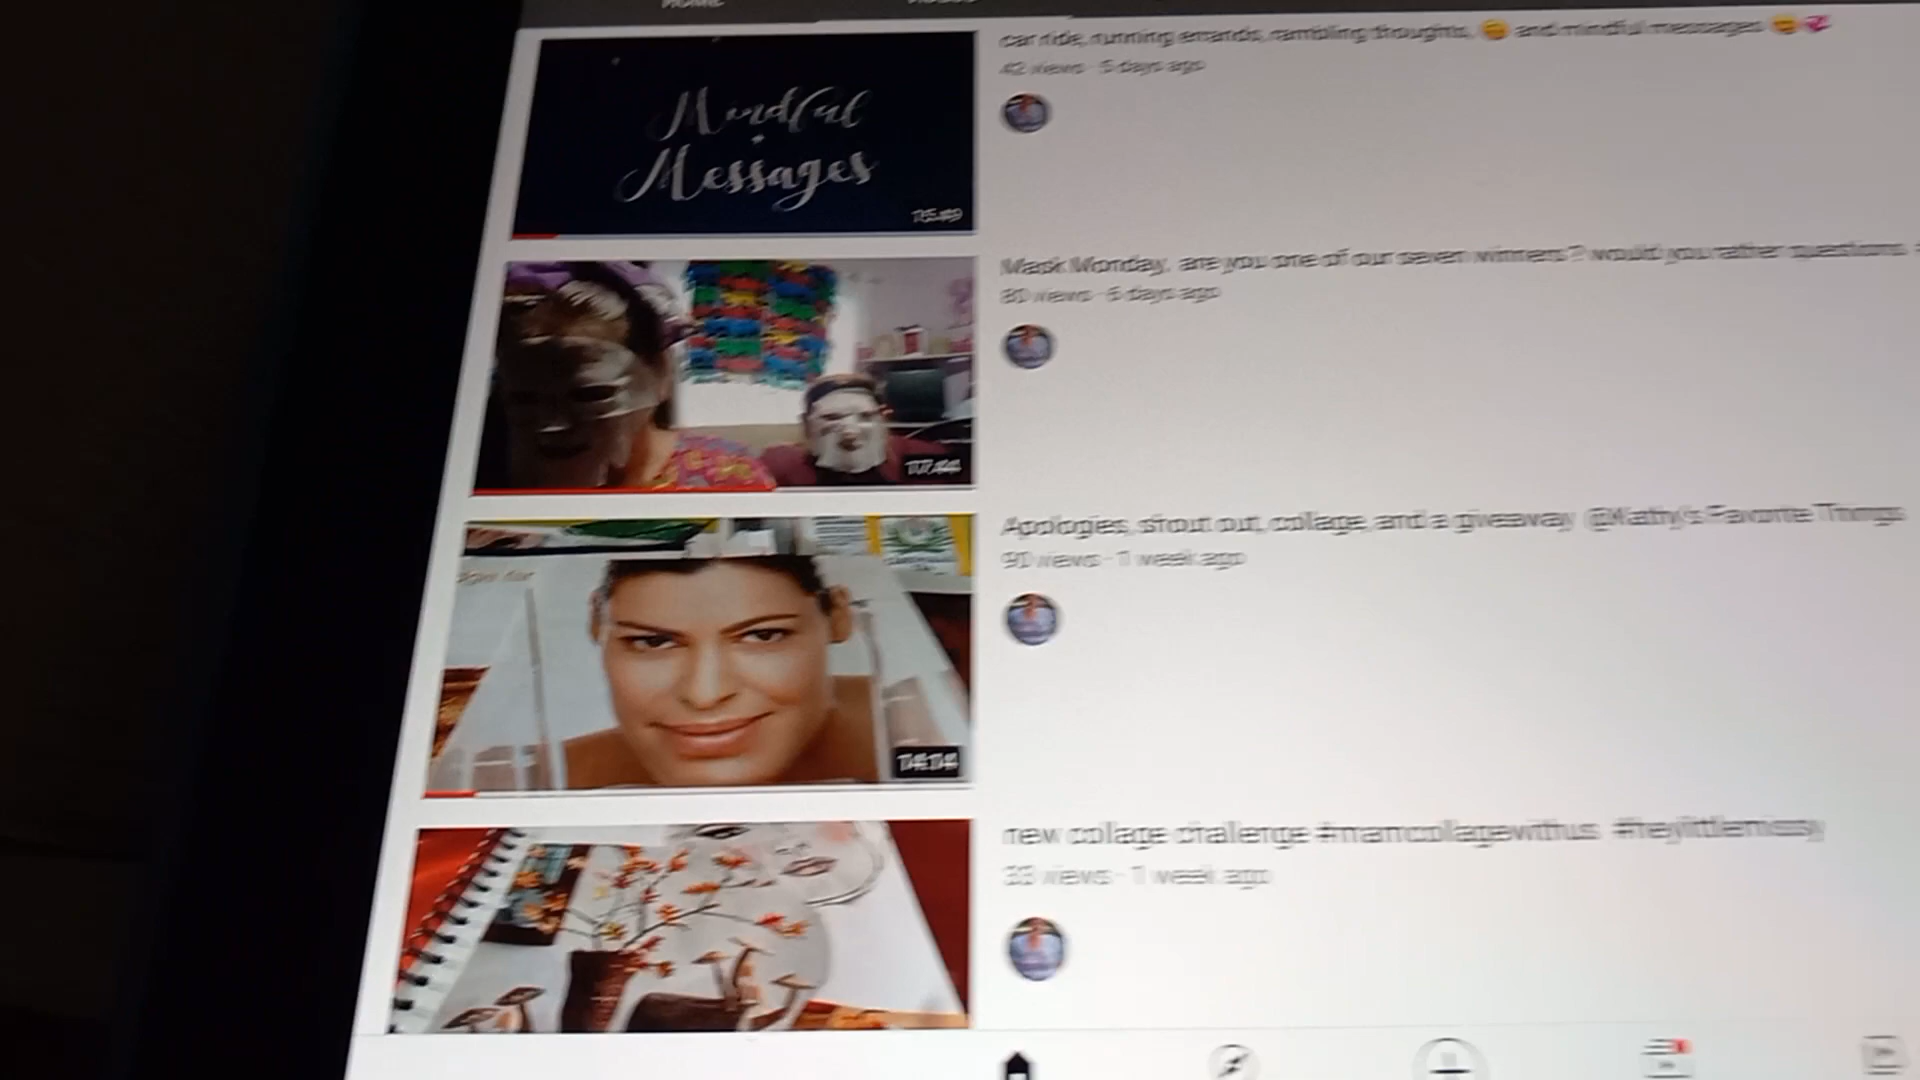 HOME
car ride, running errands, rambling thoughts, 😊 and mindful messages 😊💞
42 views · 5 days ago
Mindful
Messages
15:49
Mask Monday, are you one of our seven winners? would you rather questions
80 views · 6 days ago
17:44
Apologies, shout out, collage, and a giveaway @Kathy's Favorite Things
90 views · 1 week ago
14:14
new collage challenge #mamcollagewithus #heylittlemissy
33 views · 1 week ago